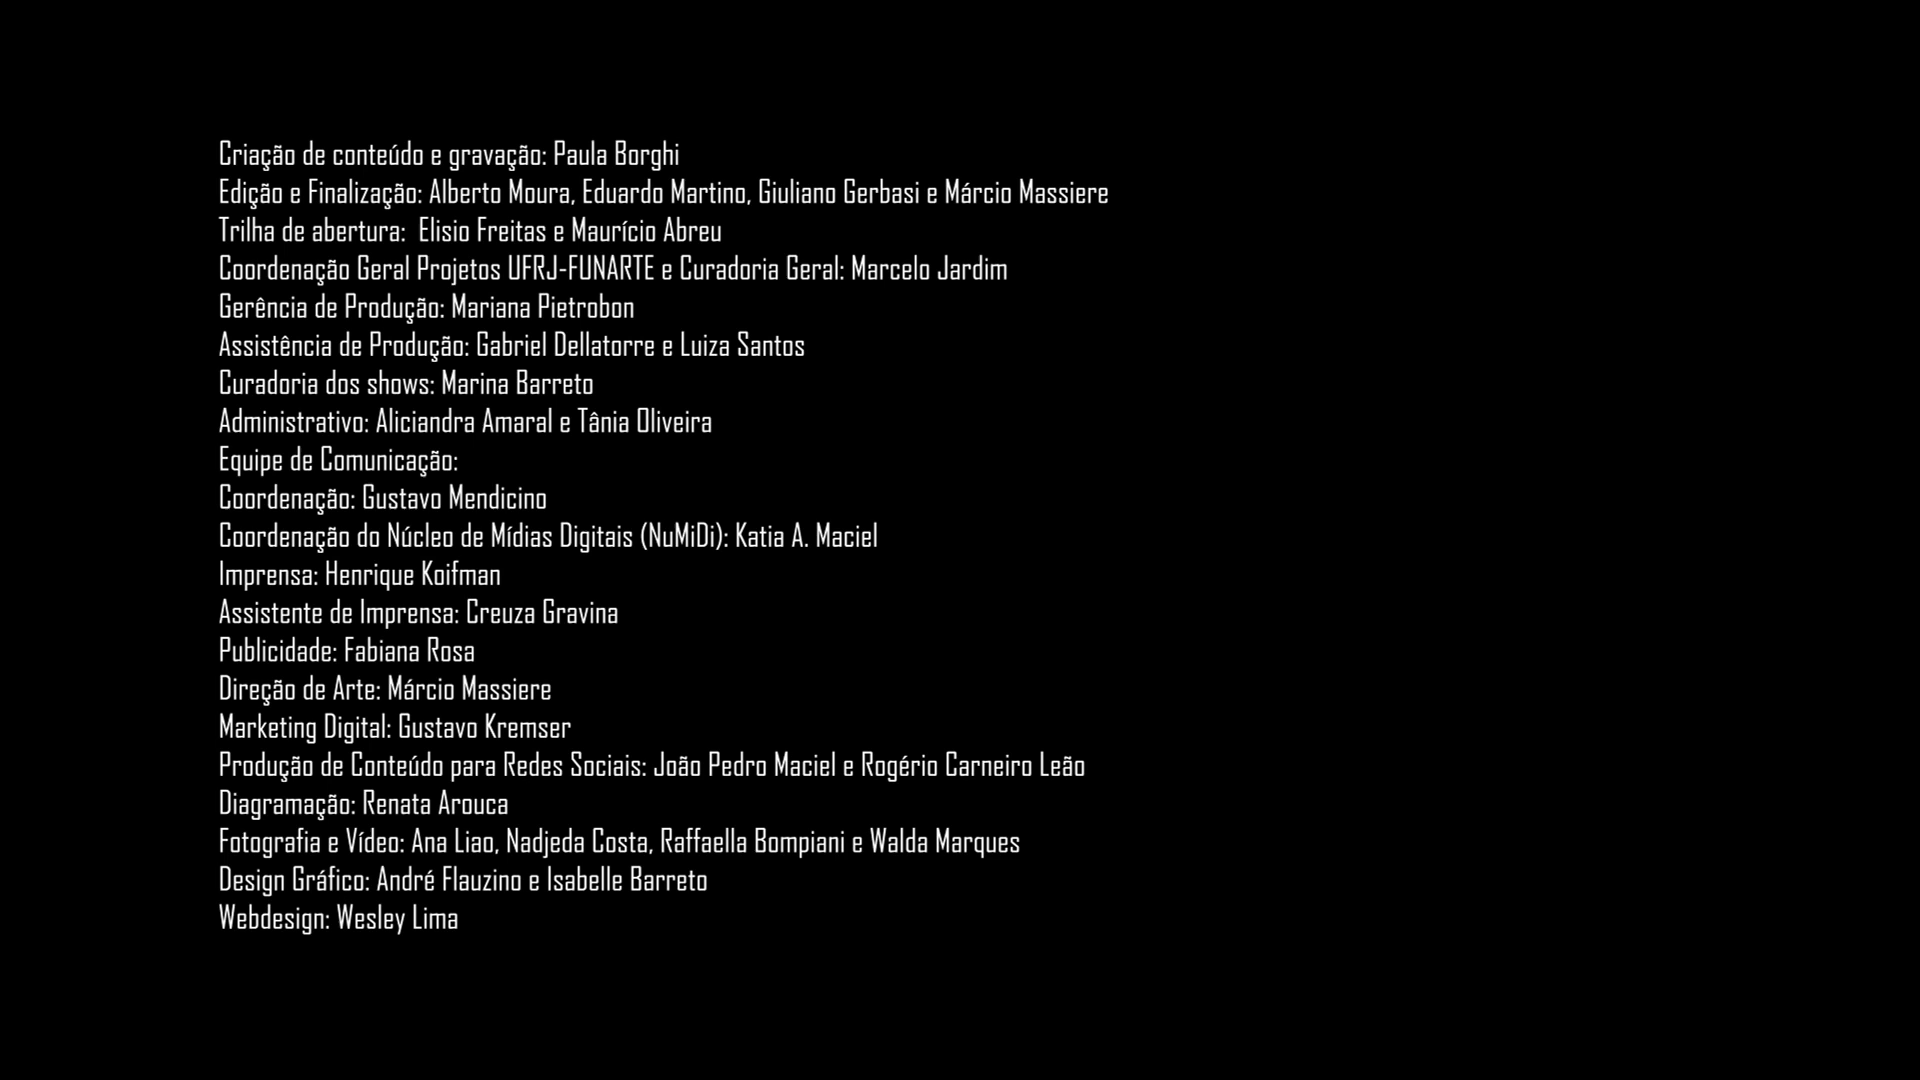 Criação de conteúdo e gravação: Paula Borghi
Edição e Finalização: Alberto Moura, Eduardo Martino, Giuliano Gerbasi e Márcio Massiere
Trilha de abertura:  Elisio Freitas e Maurício Abreu
Coordenação Geral Projetos UFRJ-FUNARTE e Curadoria Geral: Marcelo Jardim
Gerência de Produção: Mariana Pietrobon
Assistência de Produção: Gabriel Dellatorre e Luiza Santos
Curadoria dos shows: Marina Barreto
Administrativo: Aliciandra Amaral e Tânia Oliveira
Equipe de Comunicação:
Coordenação: Gustavo Mendicino
Coordenação do Núcleo de Mídias Digitais (NuMiDi): Katia A. Maciel
Imprensa: Henrique Koifman
Assistente de Imprensa: Creuza Gravina
Publicidade: Fabiana Rosa
Direção de Arte: Márcio Massiere
Marketing Digital: Gustavo Kremser
Produção de Conteúdo para Redes Sociais: João Pedro Maciel e Rogério Carneiro Leão
Diagramação: Renata Arouca
Fotografia e Vídeo: Ana Liao, Nadjeda Costa, Raffaella Bompiani e Walda Marques
Design Gráfico: André Flauzino e Isabelle Barreto
Webdesign: Wesley Lima